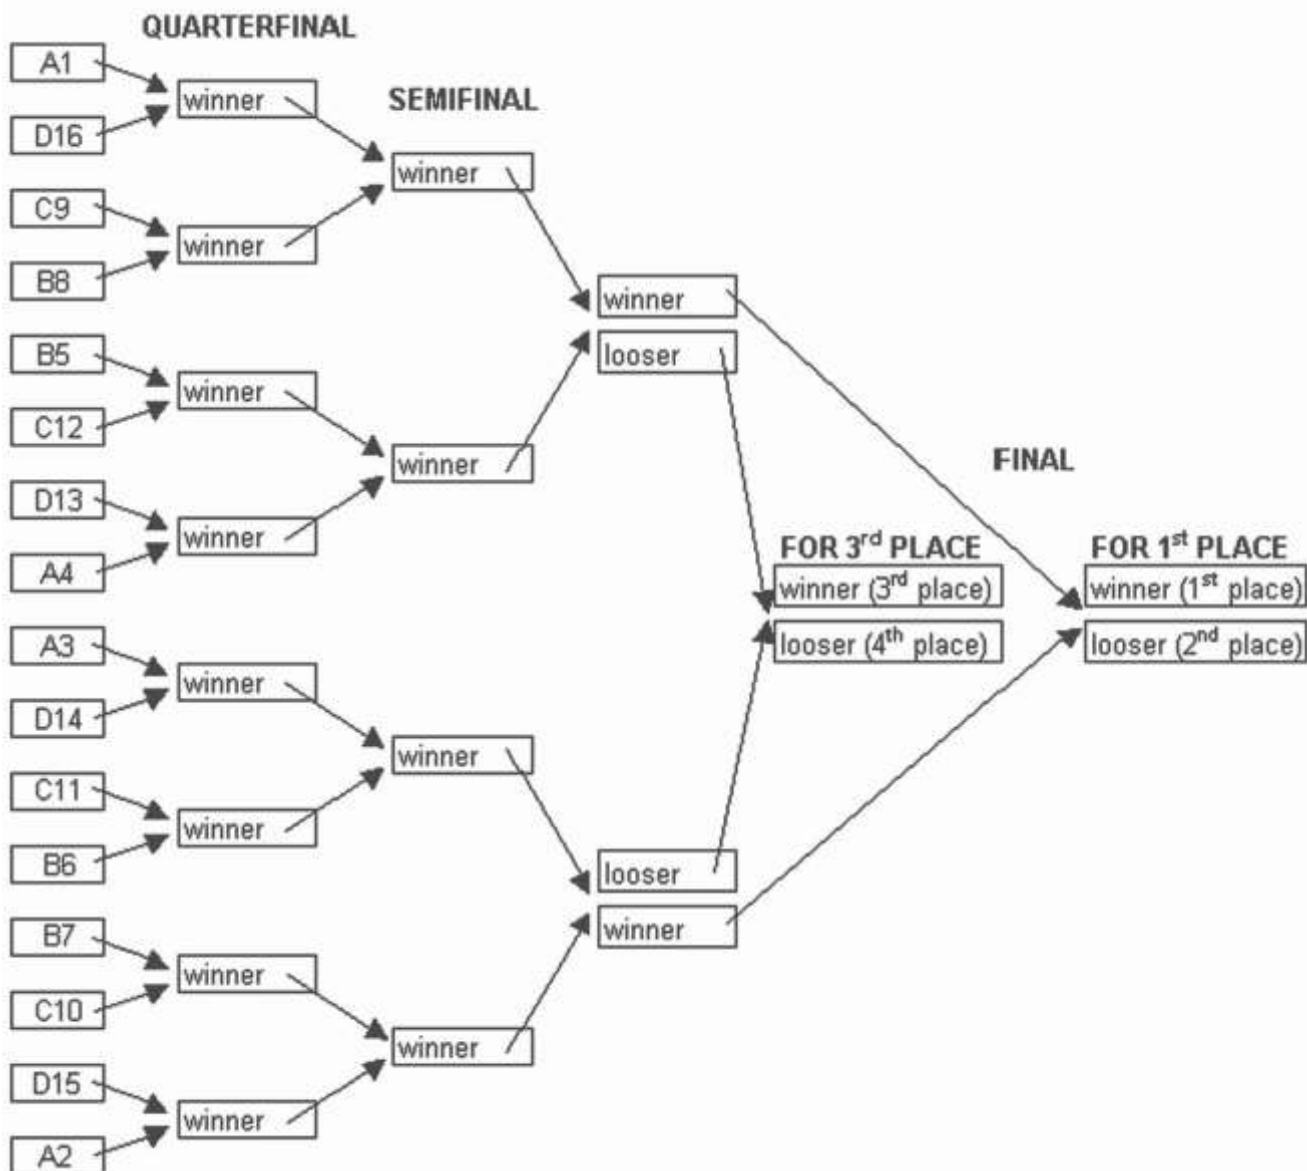 QUARTERFINAL
A1
winner
SEMIFINAL
D16
winner
C9
winner
B8
winner
B5
looser
winner
C12
winner
FINAL
D13
winner
FOR 3rd PLACE
FOR 1st PLACE
A4
winner (3rd place)
winner (1st place)
A3
looser (4th place)
looser (2nd place)
winner
D14
winner
C11
winner
B6
looser
B7
winner
winner
C10
winner
D15
winner
A2